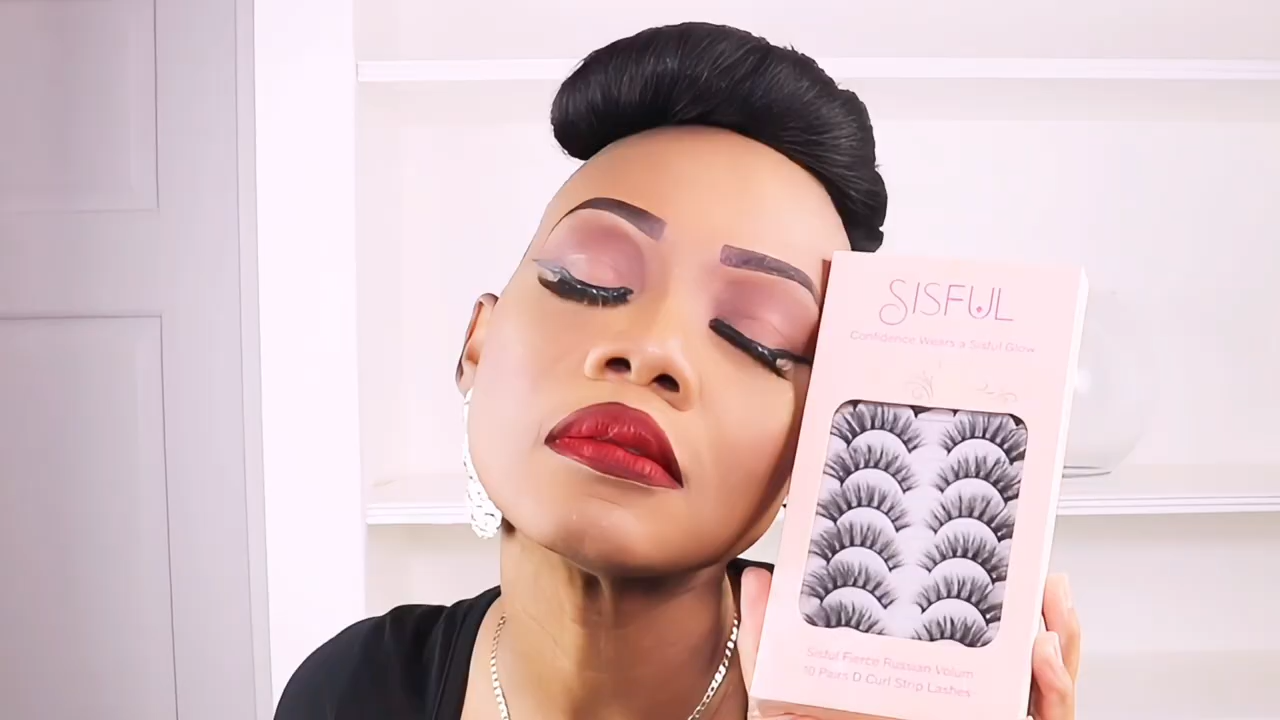 SISFUL
Confidence Wears a Sisful Glow
Sisful Fierce Russian Volum
10 Pairs D Curl Strip Lashes